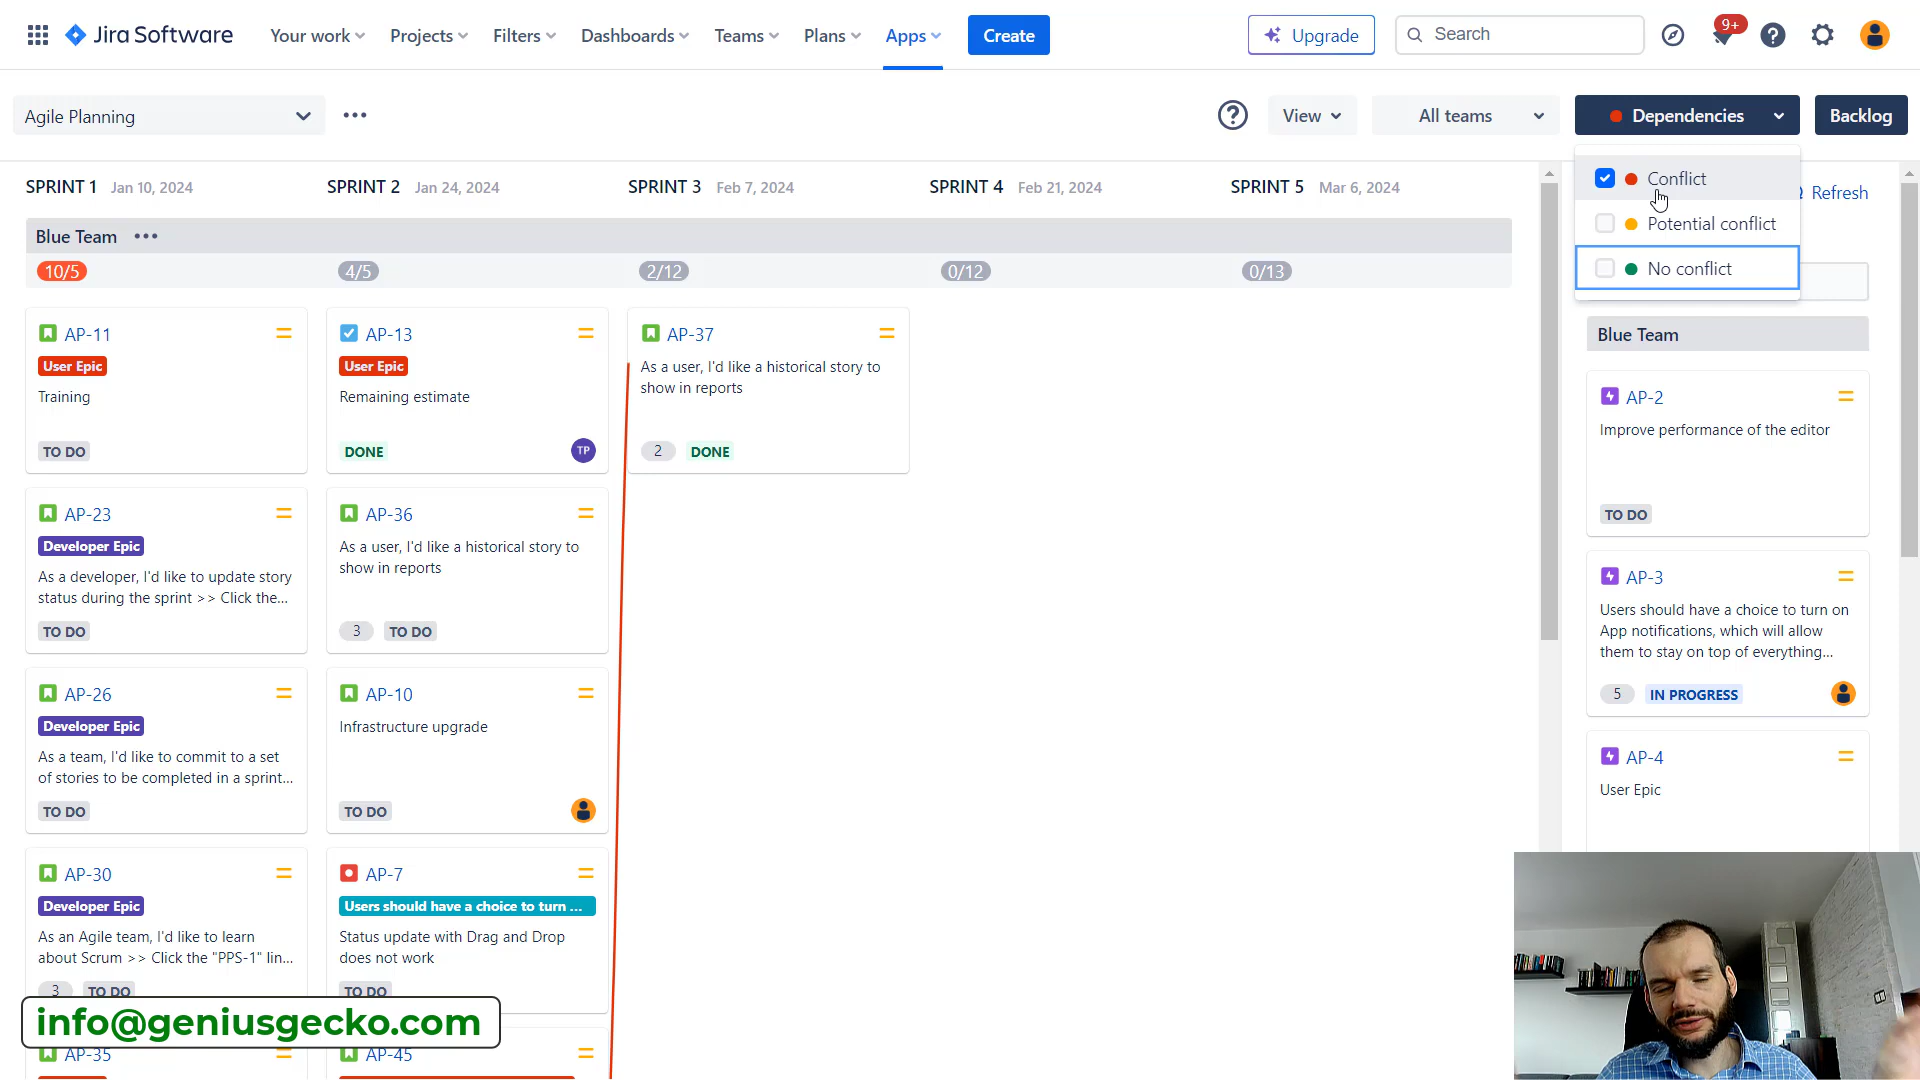 Jira Software
Your work
Projects
Filters
Dashboards
Teams
Plans
Apps
Create
Upgrade
Search
9+
Agile Planning
View
All teams
Dependencies
Backlog
Conflict
Potential conflict
No conflict
Refresh
SPRINT 1 Jan 10, 2024
SPRINT 2 Jan 24, 2024
SPRINT 3 Feb 7, 2024
SPRINT 4 Feb 21, 2024
SPRINT 5 Mar 6, 2024
Blue Team
10/5
4/5
2/12
0/12
0/13
AP-11
User Epic
Training
TO DO
AP-23
Developer Epic
As a developer, I'd like to update story
status during the sprint >> Click the...
TO DO
AP-26
Developer Epic
As a team, I'd like to commit to a set
of stories to be completed in a sprint...
TO DO
AP-30
Developer Epic
As an Agile team, I'd like to learn
about Scrum >> Click the "PPS-1" lin...
3 TO DO
AP-35
AP-13
User Epic
Remaining estimate
DONE
TP
AP-36
As a user, I'd like a historical story to
show in reports
3 TO DO
AP-10
Infrastructure upgrade
TO DO
AP-7
Users should have a choice to turn ...
Status update with Drag and Drop
does not work
TO DO
AP-45
AP-37
As a user, I'd like a historical story to
show in reports
2 DONE
Blue Team
AP-2
Improve performance of the editor
TO DO
AP-3
Users should have a choice to turn on
App notifications, which will allow
them to stay on top of everything...
5 IN PROGRESS
AP-4
User Epic
info@geniusgecko.com